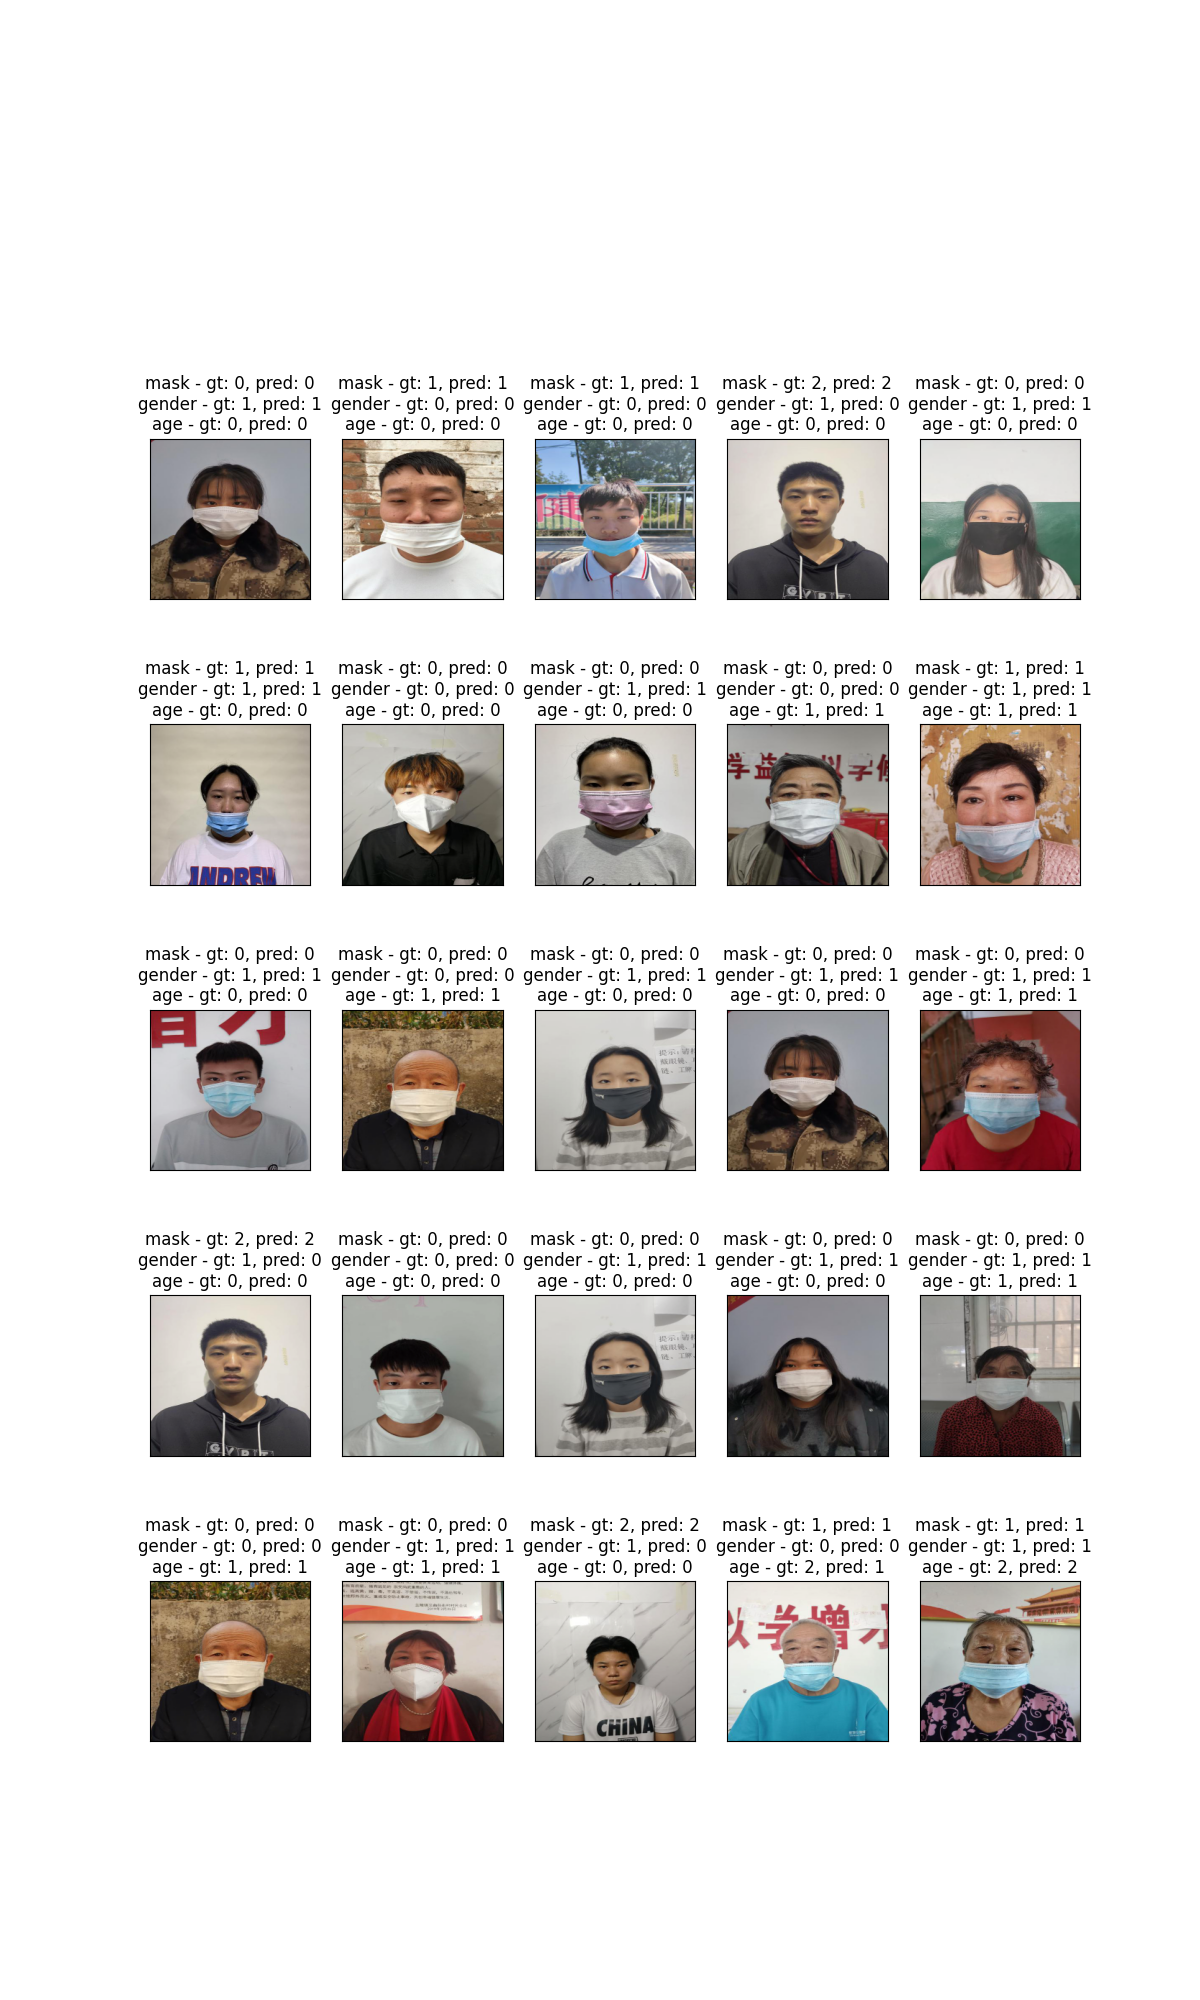 mask - gt: 0, pred: 0
gender - gt: 1, pred: 1
age - gt: 0, pred: 0
mask - gt: 1, pred: 1
gender - gt: 0, pred: 0
age - gt: 0, pred: 0
mask - gt: 1, pred: 1
gender - gt: 0, pred: 0
age - gt: 0, pred: 0
mask - gt: 2, pred: 2
gender - gt: 1, pred: 0
age - gt: 0, pred: 0
GVPT
mask - gt: 0, pred: 0
gender - gt: 1, pred: 1
age - gt: 0, pred: 0
mask - gt: 1, pred: 1
gender - gt: 1, pred: 1
age - gt: 0, pred: 0
mask - gt: 0, pred: 0
gender - gt: 0, pred: 0
age - gt: 0, pred: 0
mask - gt: 0, pred: 0
gender - gt: 1, pred: 1
age - gt: 0, pred: 0
mask - gt: 0, pred: 0
gender - gt: 0, pred: 0
age - gt: 1, pred: 1
学益 以学修
mask - gt: 1, pred: 1
gender - gt: 1, pred: 1
age - gt: 1, pred: 1
mask - gt: 0, pred: 0
gender - gt: 1, pred: 1
age - gt: 0, pred: 0
增才
mask - gt: 0, pred: 0
gender - gt: 0, pred: 0
age - gt: 1, pred: 1
mask - gt: 0, pred: 0
gender - gt: 1, pred: 1
age - gt: 0, pred: 0
提示:请
mask - gt: 0, pred: 0
gender - gt: 1, pred: 1
age - gt: 0, pred: 0
mask - gt: 0, pred: 0
gender - gt: 1, pred: 1
age - gt: 1, pred: 1
mask - gt: 2, pred: 2
gender - gt: 1, pred: 0
age - gt: 0, pred: 0
GVPT
mask - gt: 0, pred: 0
gender - gt: 0, pred: 0
age - gt: 0, pred: 0
mask - gt: 0, pred: 0
gender - gt: 1, pred: 1
age - gt: 0, pred: 0
提示:请
mask - gt: 0, pred: 0
gender - gt: 1, pred: 1
age - gt: 0, pred: 0
mask - gt: 0, pred: 0
gender - gt: 1, pred: 1
age - gt: 1, pred: 1
mask - gt: 0, pred: 0
gender - gt: 0, pred: 0
age - gt: 1, pred: 1
mask - gt: 0, pred: 0
gender - gt: 1, pred: 1
age - gt: 1, pred: 1
mask - gt: 2, pred: 2
gender - gt: 1, pred: 0
age - gt: 0, pred: 0
CHINA
mask - gt: 1, pred: 1
gender - gt: 0, pred: 0
age - gt: 2, pred: 1
以学增才
mask - gt: 1, pred: 1
gender - gt: 1, pred: 1
age - gt: 2, pred: 2